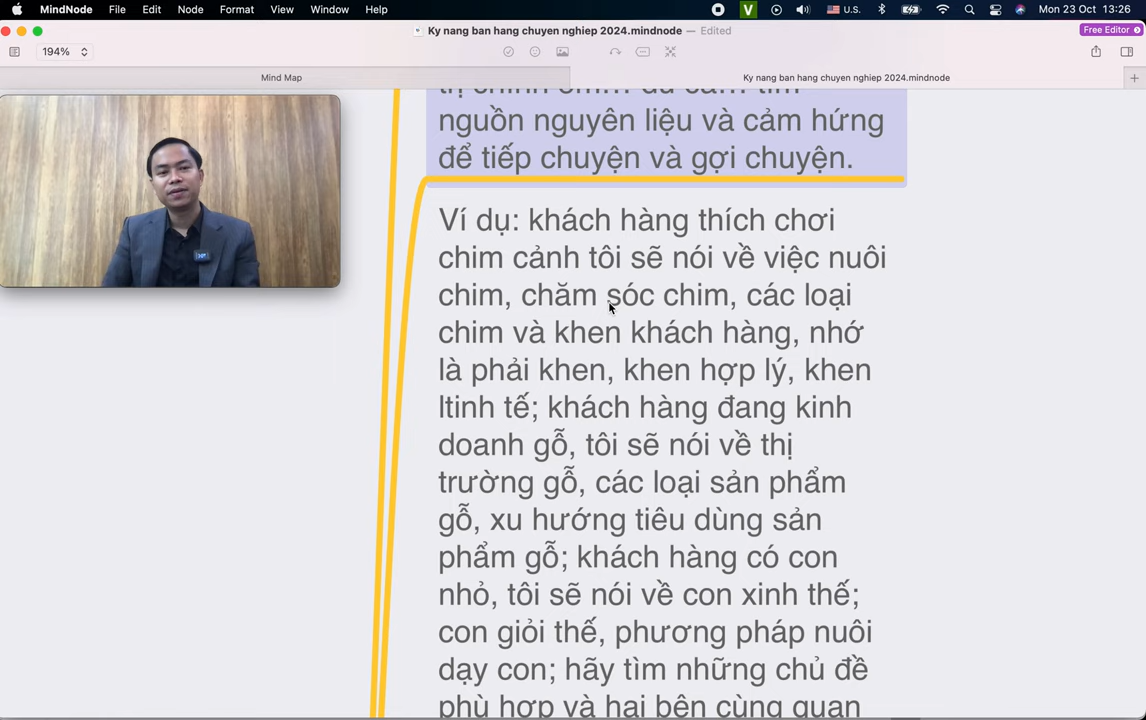 MindNode File Edit Node Format View Window Help V U.S. Mon 23 Oct 13:26
Ky nang ban hang chuyen nghiep 2024.mindnode — Edited
Free Editor
194%
Mind Map
Ky nang ban hang chuyen nghiep 2024.mindnode
nguồn nguyên liệu và cảm hứng
để tiếp chuyện và gợi chuyện.
Ví dụ: khách hàng thích chơi
chim cảnh tôi sẽ nói về việc nuôi
chim, chăm sóc chim, các loại
chim và khen khách hàng, nhớ
là phải khen, khen hợp lý, khen
ltinh tế; khách hàng đang kinh
doanh gỗ, tôi sẽ nói về thị
trường gỗ, các loại sản phẩm
gỗ, xu hướng tiêu dùng sản
phẩm gỗ; khách hàng có con
nhỏ, tôi sẽ nói về con xinh thế;
con giỏi thế, phương pháp nuôi
dạy con; hãy tìm những chủ đề
phù hợp và hai bên cùng quan